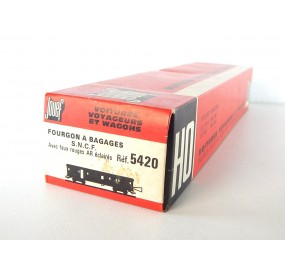 Jouef
VOITURES
VOYAGEURS
ET WAGONS
FOURGON A BAGAGES
S.N.C.F.
Avec feux rouges AR éclairés Réf. 5420
HO